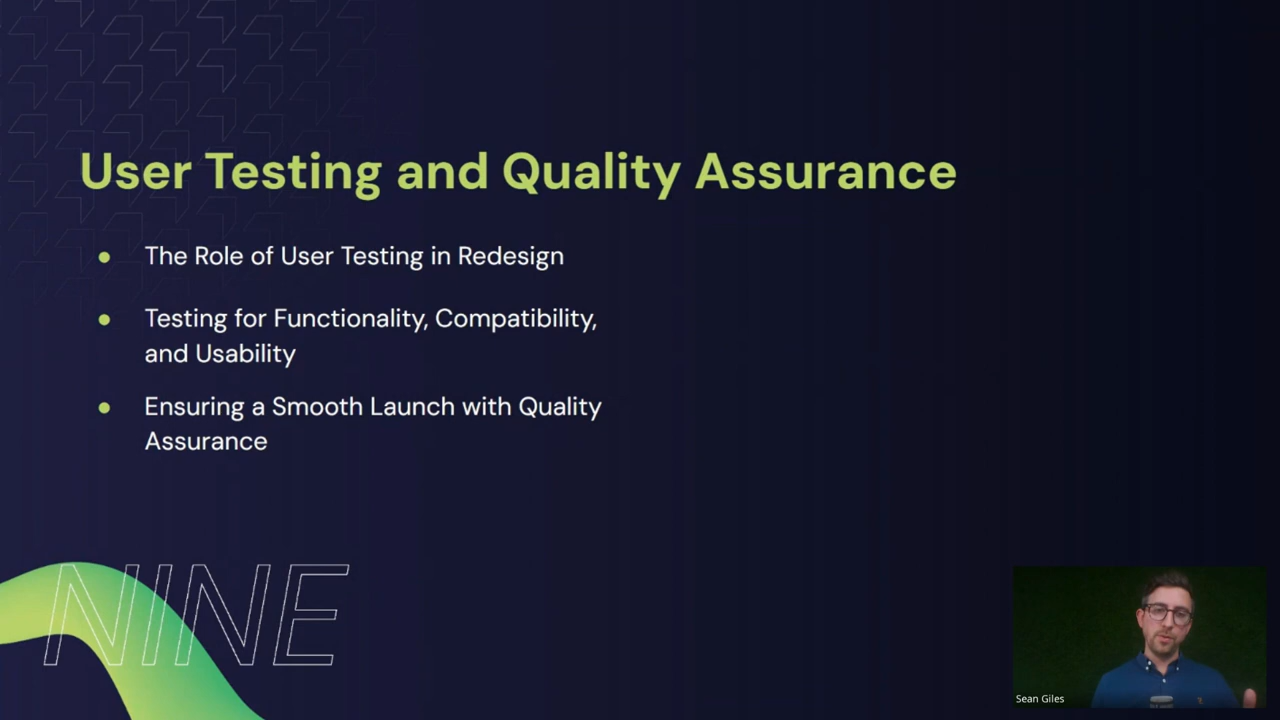 User Testing and Quality Assurance
● The Role of User Testing in Redesign
● Testing for Functionality, Compatibility,
and Usability
● Ensuring a Smooth Launch with Quality
Assurance
NINE
Sean Giles